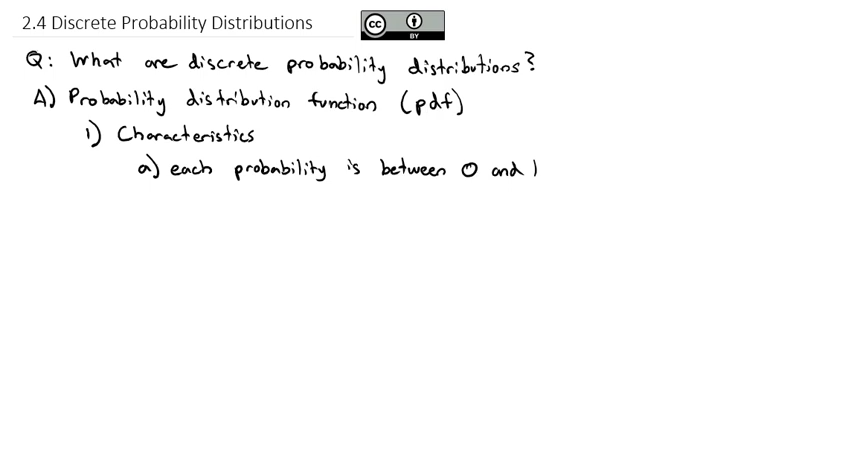 2.4 Discrete Probability Distributions
cc BY
Q: What are discrete probability distributions?
A) Probability distribution function (pdf)
1) Characteristics
a) each probability is between 0 and 1